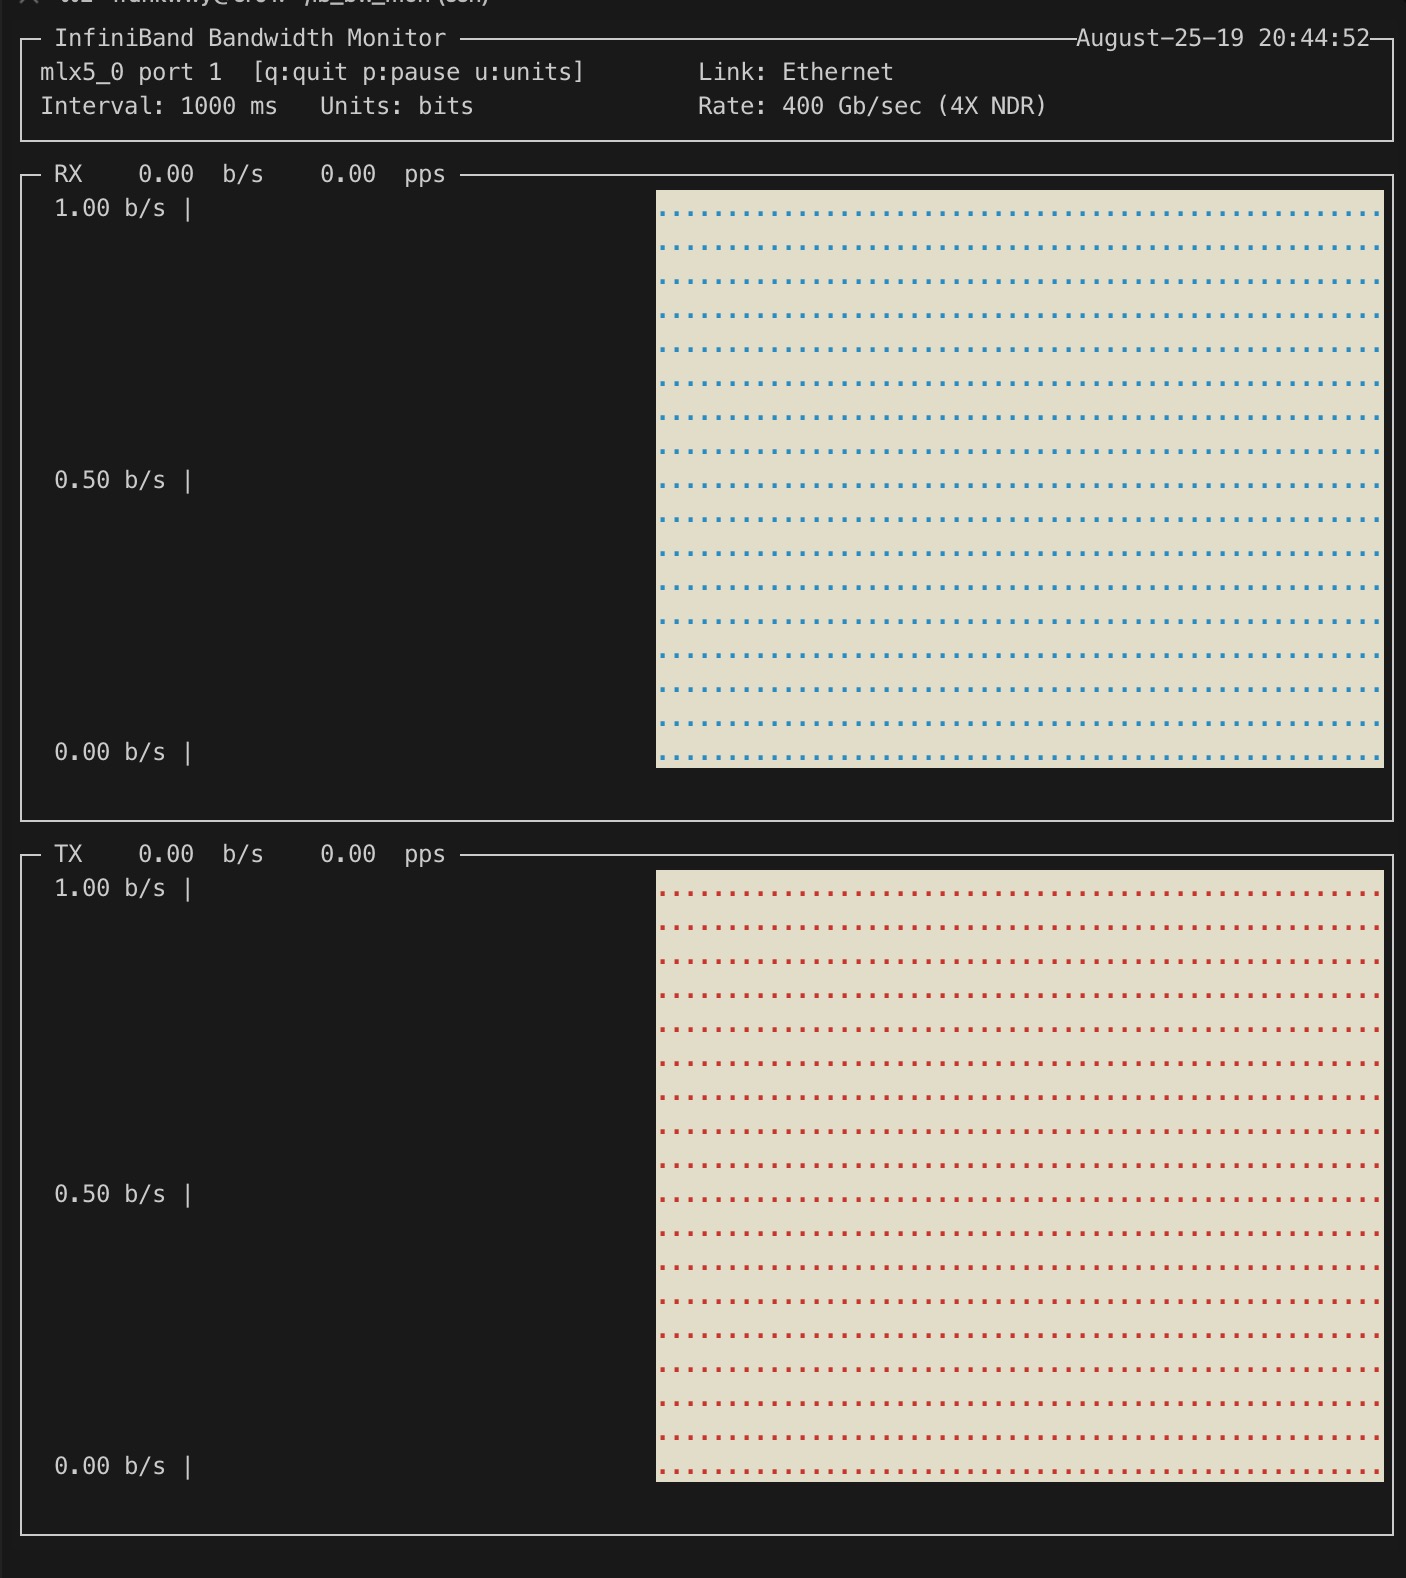 InfiniBand Bandwidth Monitor August-25-19 20:44:52
mlx5_0 port 1 [q:quit p:pause u:units] Link: Ethernet
Interval: 1000 ms Units: bits Rate: 400 Gb/sec (4X NDR)
RX 0.00 b/s 0.00 pps
1.00 b/s |
0.50 b/s |
0.00 b/s |
TX 0.00 b/s 0.00 pps
1.00 b/s |
0.50 b/s |
0.00 b/s |